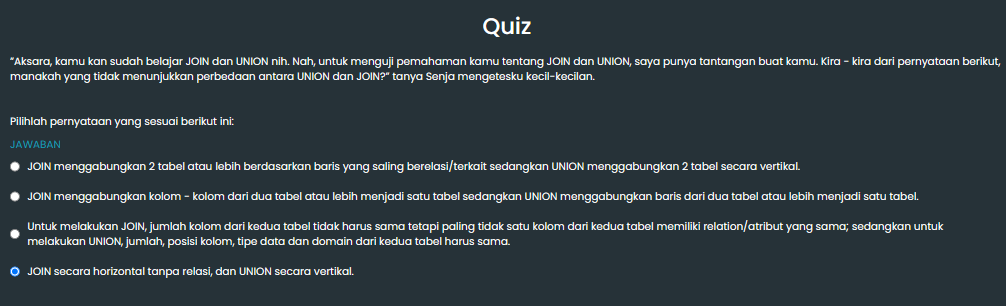 Quiz
“Aksara, kamu kan sudah belajar JOIN dan UNION nih. Nah, untuk menguji pemahaman kamu tentang JOIN dan UNION, saya punya tantangan buat kamu. Kira - kira dari pernyataan berikut,
manakah yang tidak menunjukkan perbedaan antara UNION dan JOIN?” tanya Senja mengetesku kecil-kecilan.
Pilihlah pernyataan yang sesuai berikut ini:
JAWABAN
JOIN menggabungkan 2 tabel atau lebih berdasarkan baris yang saling berelasi/terkait sedangkan UNION menggabungkan 2 tabel secara vertikal.
JOIN menggabungkan kolom - kolom dari dua tabel atau lebih menjadi satu tabel sedangkan UNION menggabungkan baris dari dua tabel atau lebih menjadi satu tabel.
Untuk melakukan JOIN, jumlah kolom dari kedua tabel tidak harus sama tetapi paling tidak satu kolom dari kedua tabel memiliki relation/atribut yang sama; sedangkan untuk
melakukan UNION, jumlah, posisi kolom, tipe data dan domain dari kedua tabel harus sama.
JOIN secara horizontal tanpa relasi, dan UNION secara vertikal.